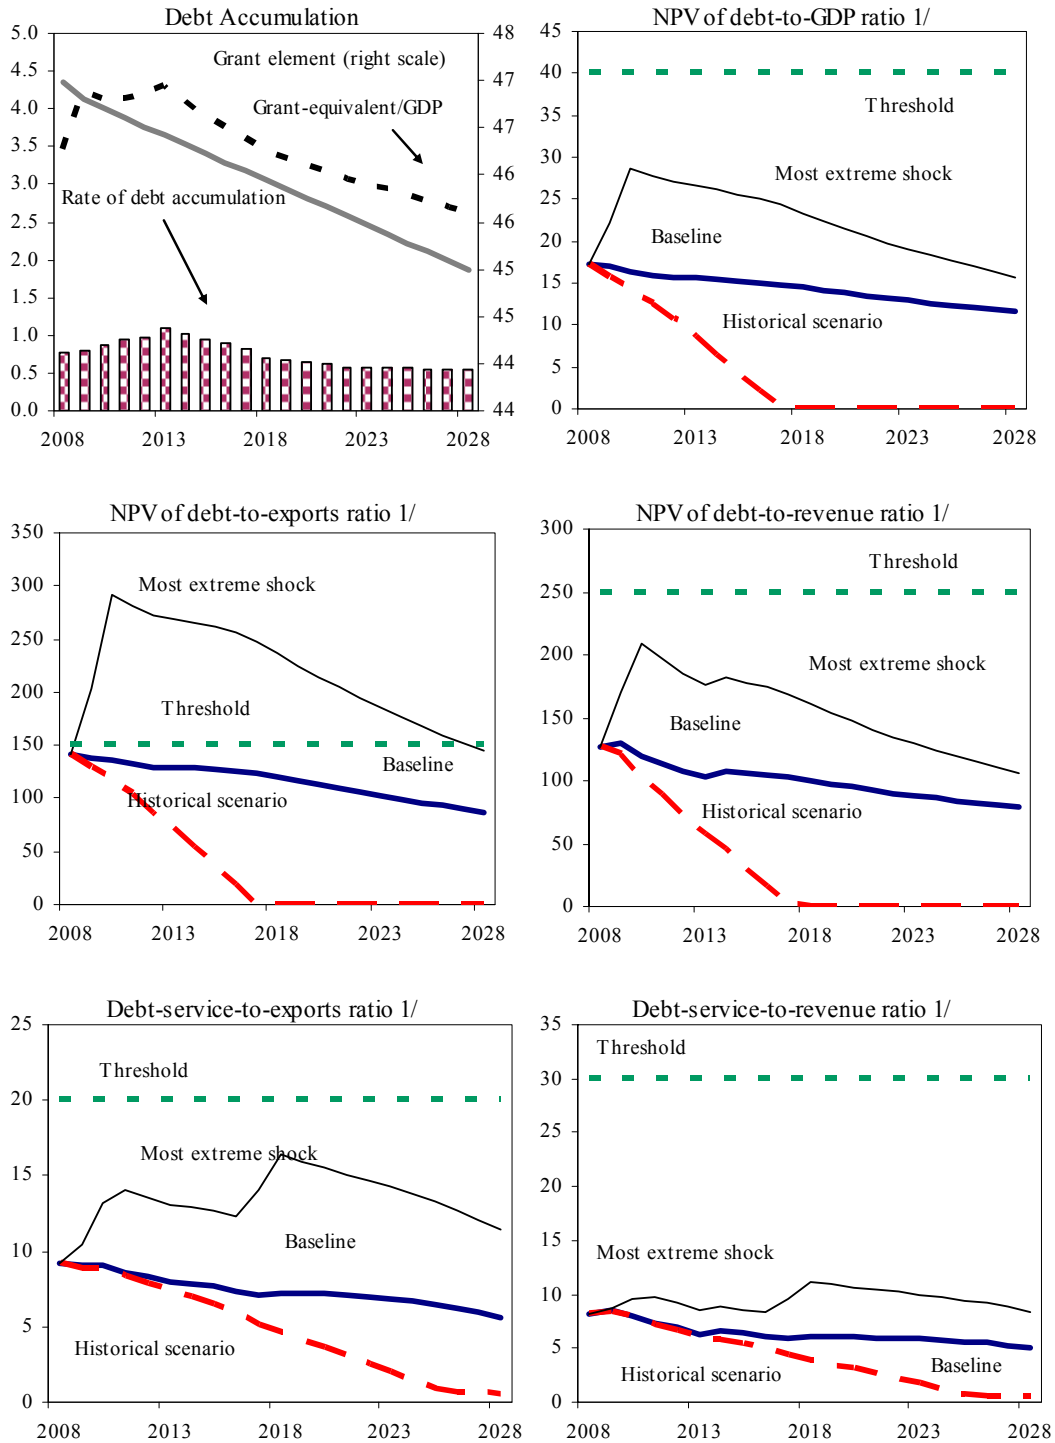 Debt Accumulation
5.0
4.5
4.0
3.5
3.0
2.5
2.0
1.5
1.0
0.5
0.0
48
47
47
46
46
45
45
44
44
Grant element (right scale)
Grant-equivalent/GDP
Rate of debt accumulation
2008 2013 2018 2023 2028
NPV of debt-to-GDP ratio 1/
45
40
35
30
25
20
15
10
5
0
Threshold
Most extreme shock
Baseline
Historical scenario
2008 2013 2018 2023 2028
NPV of debt-to-exports ratio 1/
350
300
250
200
150
100
50
0
Most extreme shock
Threshold
Baseline
Historical scenario
2008 2013 2018 2023 2028
NPV of debt-to-revenue ratio 1/
300
250
200
150
100
50
0
Threshold
Most extreme shock
Baseline
Historical scenario
2008 2013 2018 2023 2028
Debt-service-to-exports ratio 1/
25
20
15
10
5
0
Threshold
Most extreme shock
Baseline
Historical scenario
2008 2013 2018 2023 2028
Debt-service-to-revenue ratio 1/
35
30
25
20
15
10
5
0
Threshold
Most extreme shock
Baseline
Historical scenario
2008 2013 2018 2023 2028